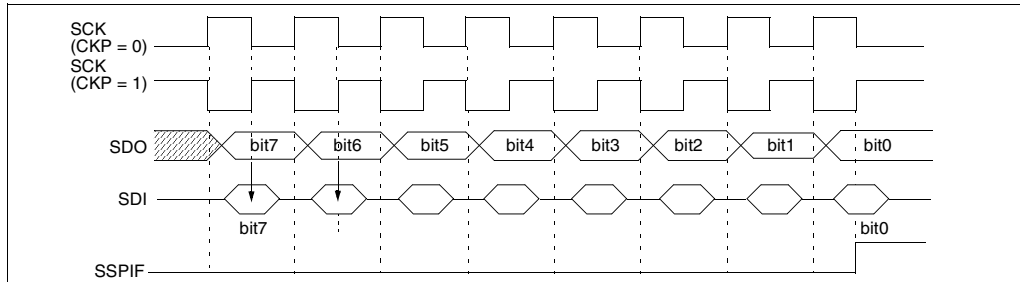 SCK
(CKP = 0)
SCK
(CKP = 1)
SDO bit7 bit6 bit5 bit4 bit3 bit2 bit1 bit0
SDI
bit7 bit0
SSPIF